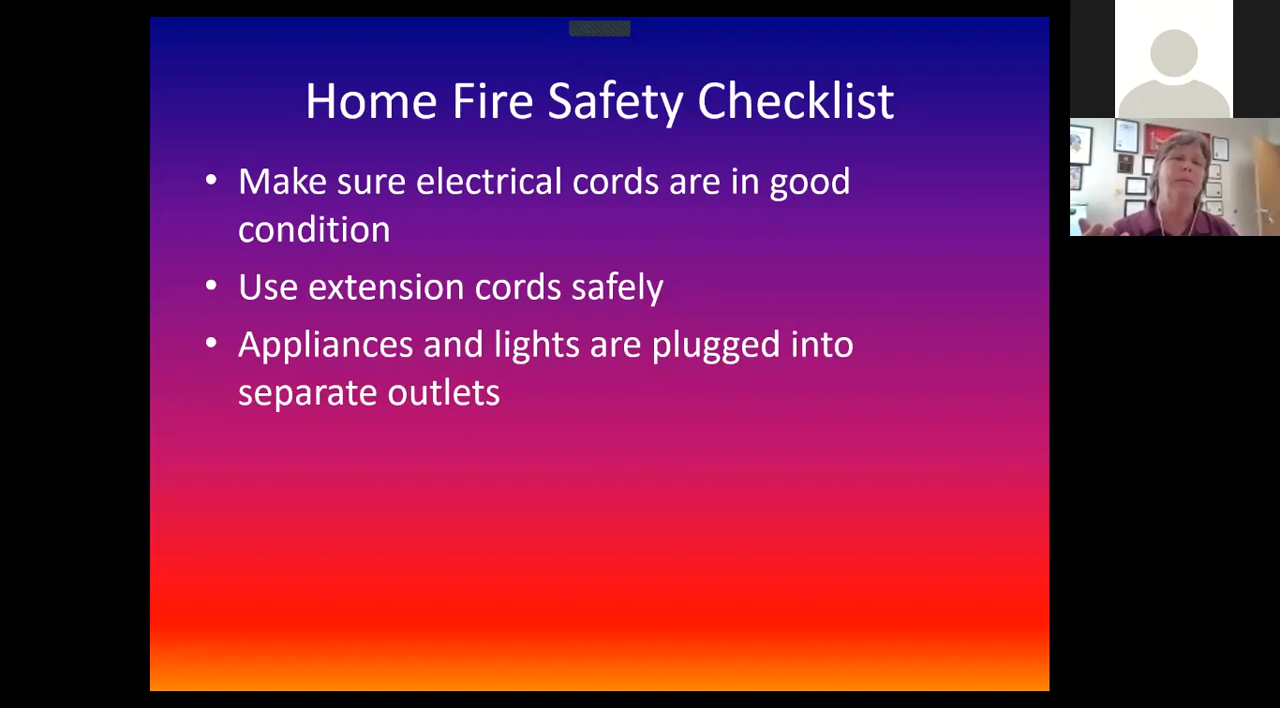 Home Fire Safety Checklist
• Make sure electrical cords are in good
condition
• Use extension cords safely
• Appliances and lights are plugged into
separate outlets